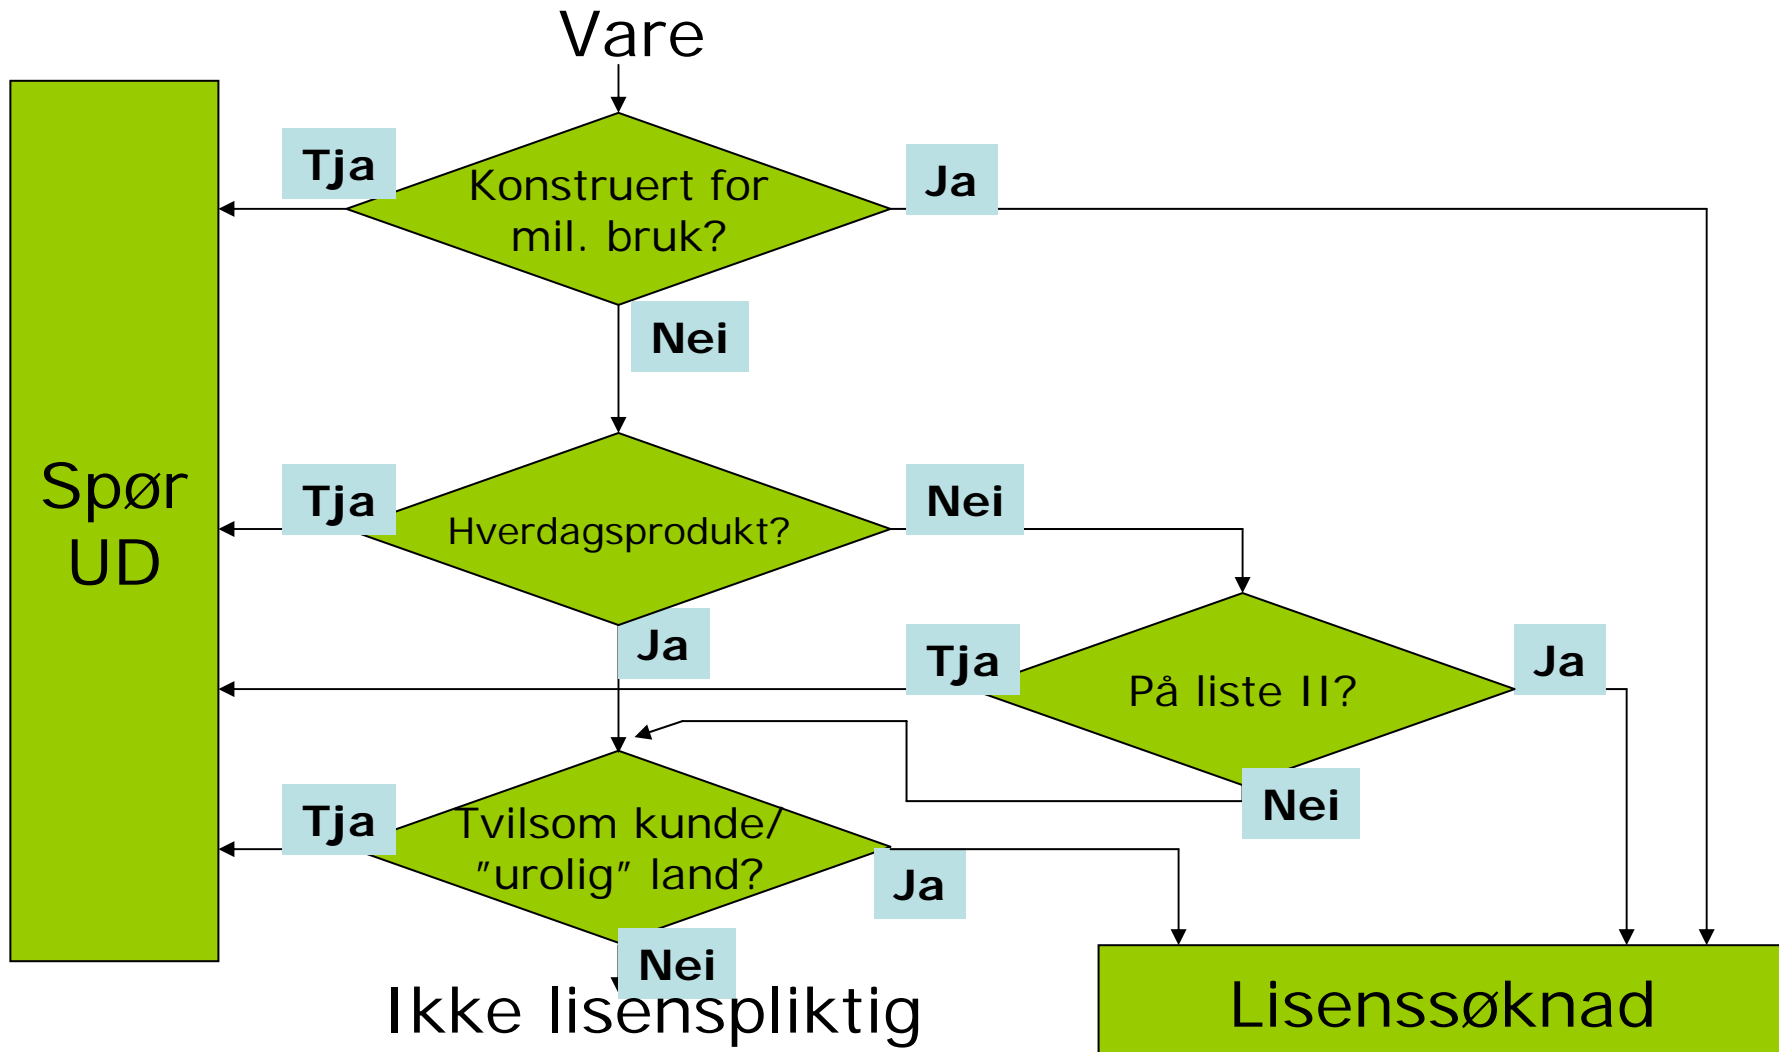 Vare
Tja
Konstruert for
mil. bruk?
Ja
Nei
Spør
UD
Tja
Hverdagsprodukt?
Nei
Ja
Tja
På liste II?
Ja
Nei
Tja
Tvilsom kunde/
"urolig" land?
Ja
Nei
Ikke lisenspliktig
Lisenssøknad